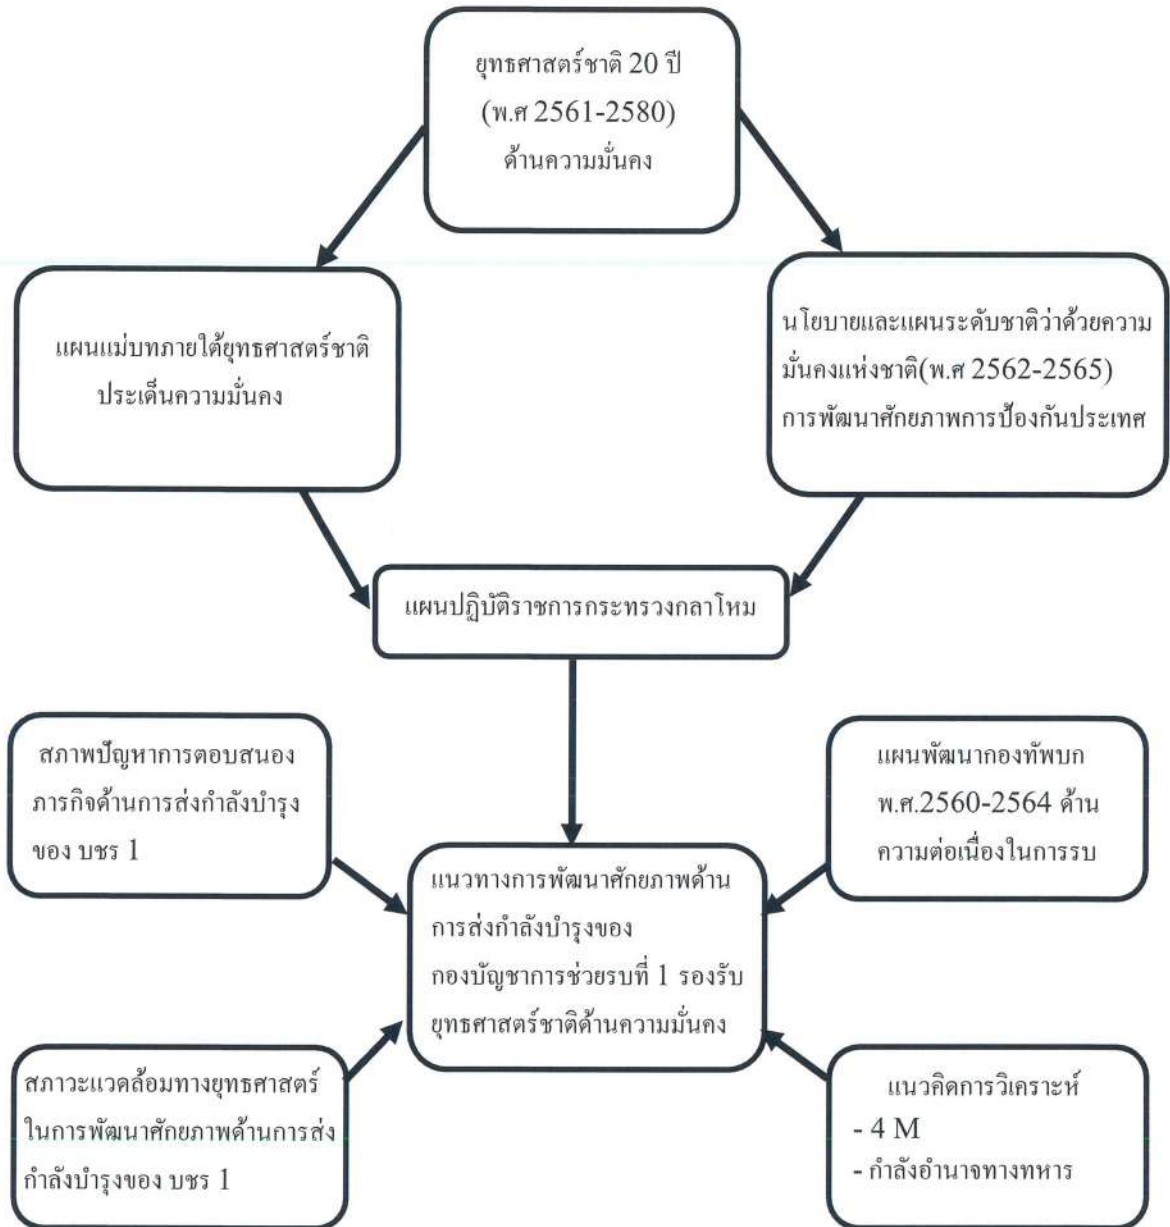 ยุทธศาสตร์ชาติ 20 ปี
(พ.ศ 2561-2580)
ด้านความมั่นคง
แผนแม่บทภายใต้ยุทธศาสตร์ชาติ
ประเด็นความมั่นคง
นโยบายและแผนระดับชาติว่าด้วยความ
มั่นคงแห่งชาติ(พ.ศ 2562-2565)
การพัฒนาศักยภาพการป้องกันประเทศ
แผนปฏิบัติราชการกระทรวงกลาโหม
สภาพปัญหาการตอบสนอง
ภารกิจด้านการส่งกำลังบำรุง
ของ บชร 1
แผนพัฒนากองทัพบก
พ.ศ.2560-2564 ด้าน
ความต่อเนื่องในการรบ
แนวทางการพัฒนาศักยภาพด้าน
การส่งกำลังบำรุงของ
กองบัญชาการช่วยรบที่ 1 รองรับ
ยุทธศาสตร์ชาติด้านความมั่นคง
สภาวะแวดล้อมทางยุทธศาสตร์
ในการพัฒนาศักยภาพด้านการส่ง
กำลังบำรุงของ บชร 1
แนวคิดการวิเคราะห์
- 4 M
- กำลังอำนาจทางทหาร